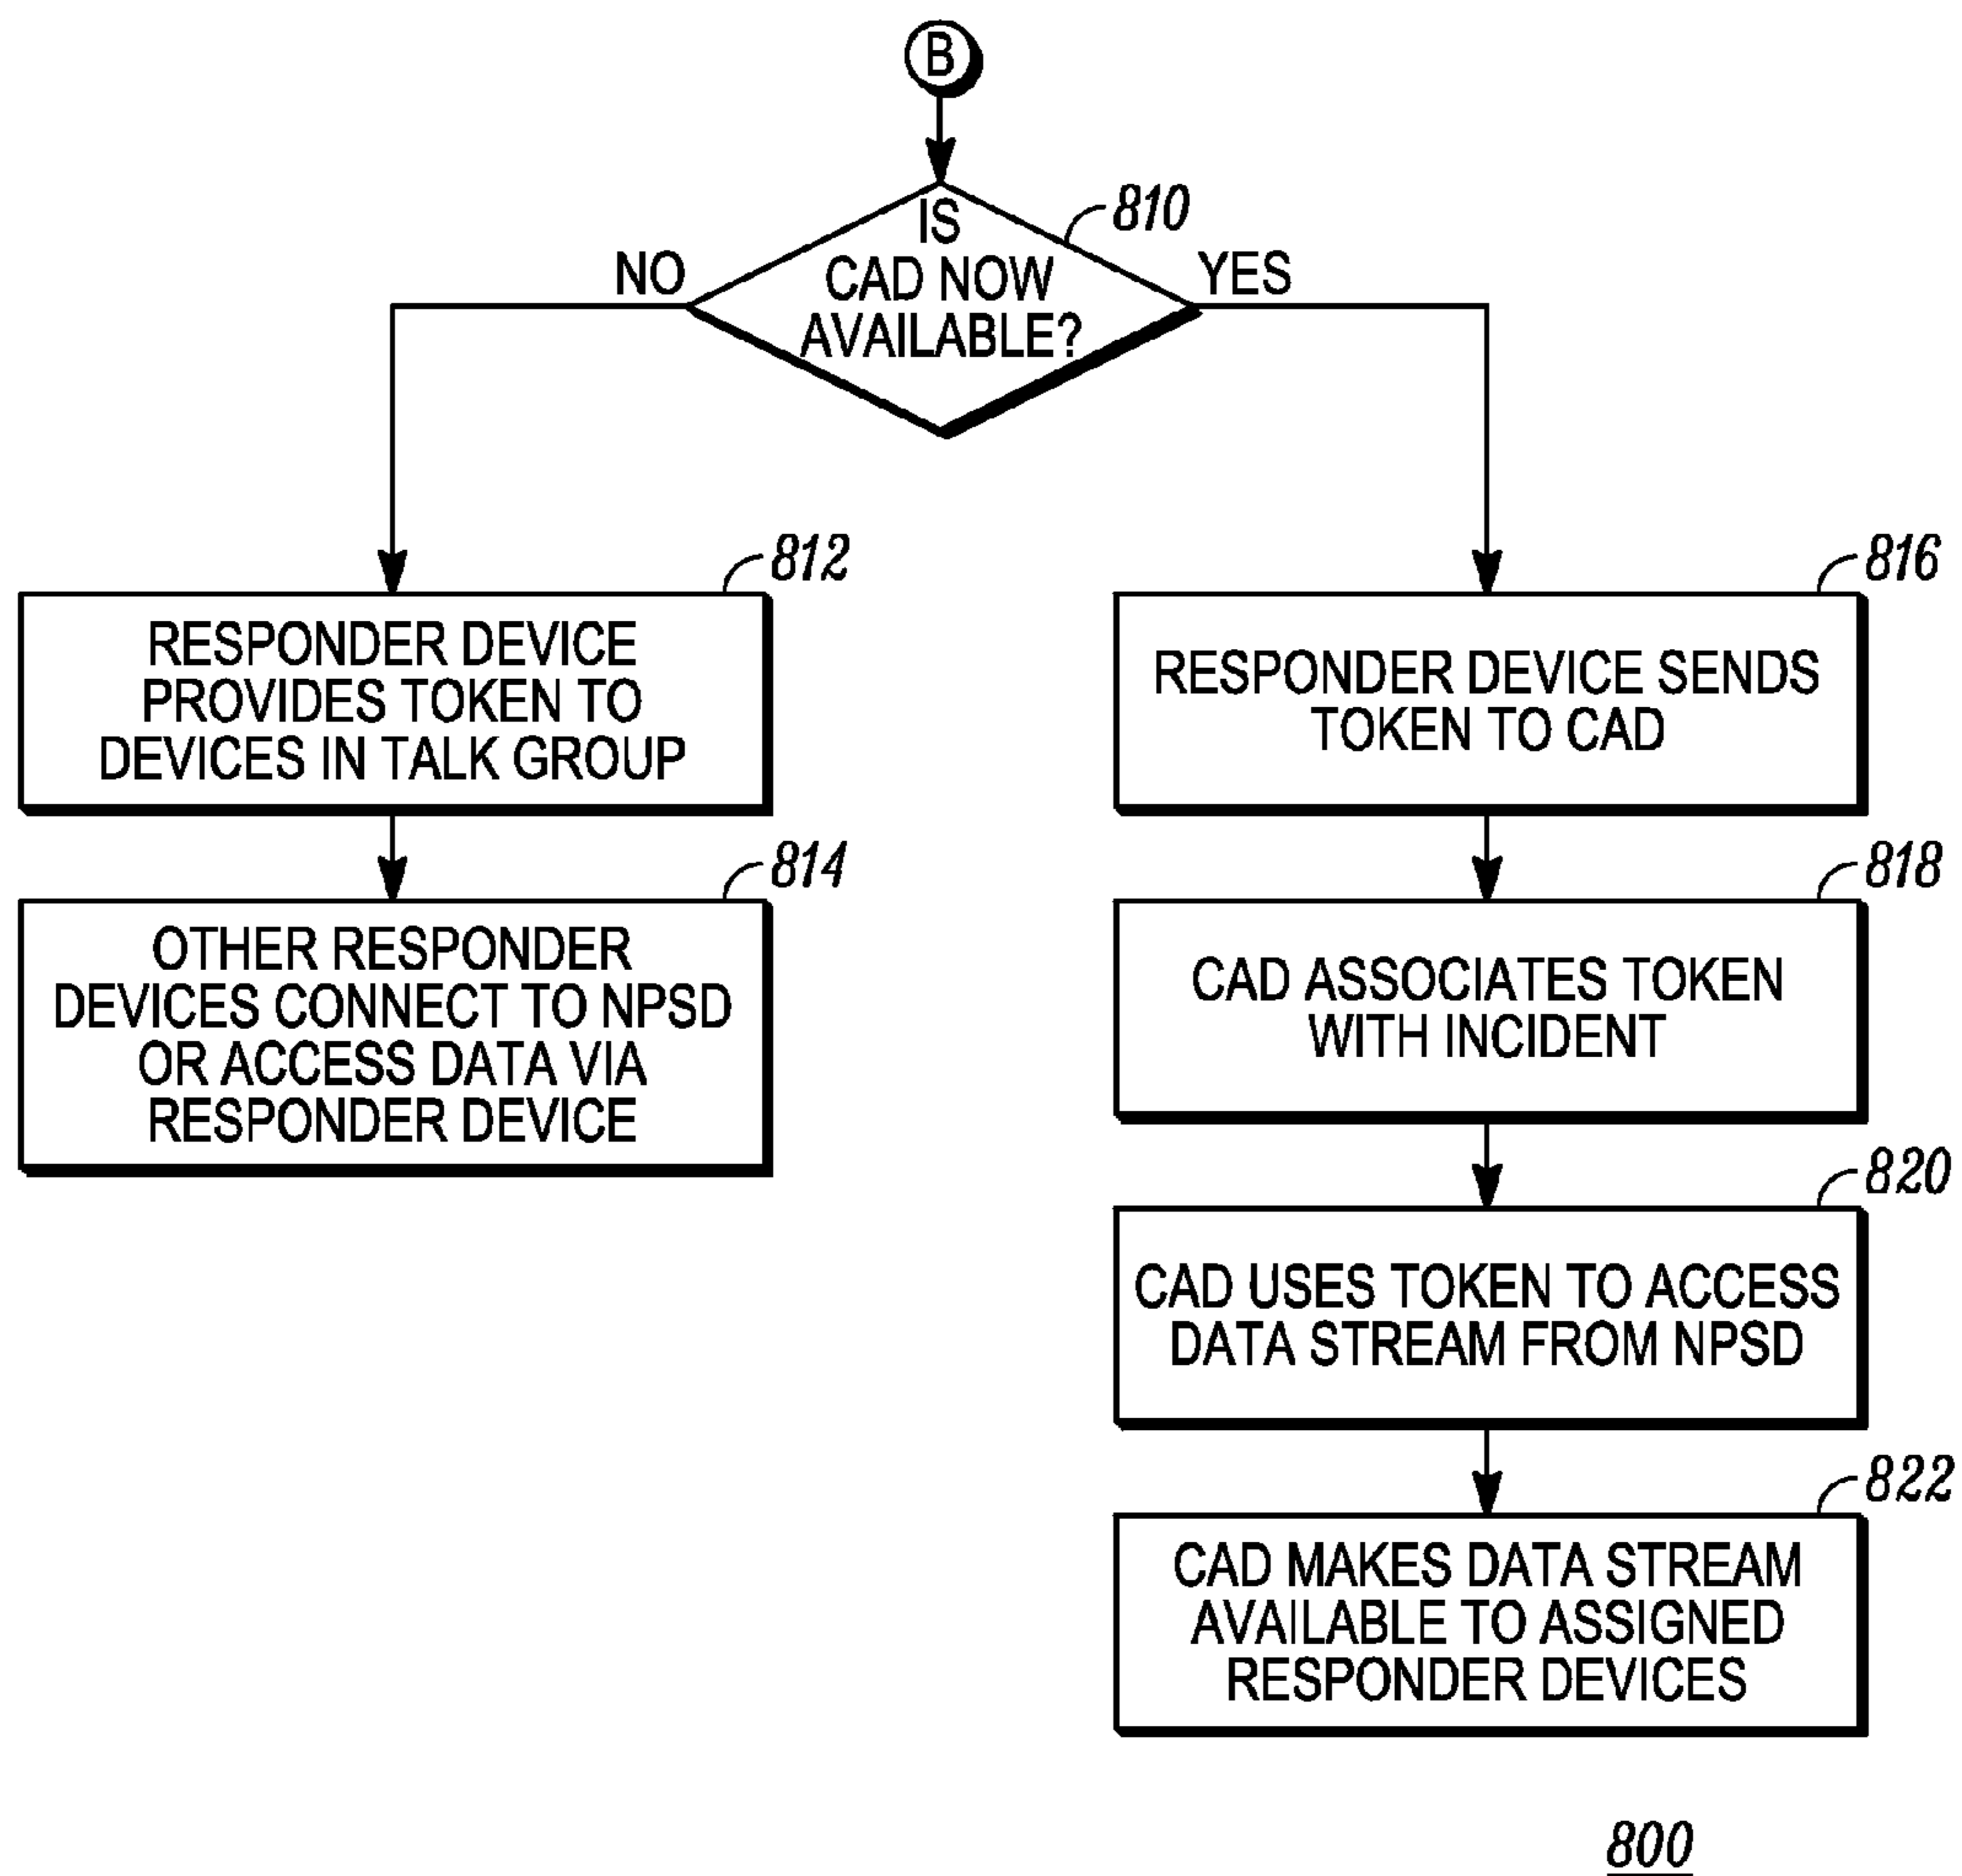 B
IS
CAD NOW
AVAILABLE?
810
NO
YES
812
RESPONDER DEVICE
PROVIDES TOKEN TO
DEVICES IN TALK GROUP
814
OTHER RESPONDER
DEVICES CONNECT TO NPSD
OR ACCESS DATA VIA
RESPONDER DEVICE
816
RESPONDER DEVICE SENDS
TOKEN TO CAD
818
CAD ASSOCIATES TOKEN
WITH INCIDENT
820
CAD USES TOKEN TO ACCESS
DATA STREAM FROM NPSD
822
CAD MAKES DATA STREAM
AVAILABLE TO ASSIGNED
RESPONDER DEVICES
800